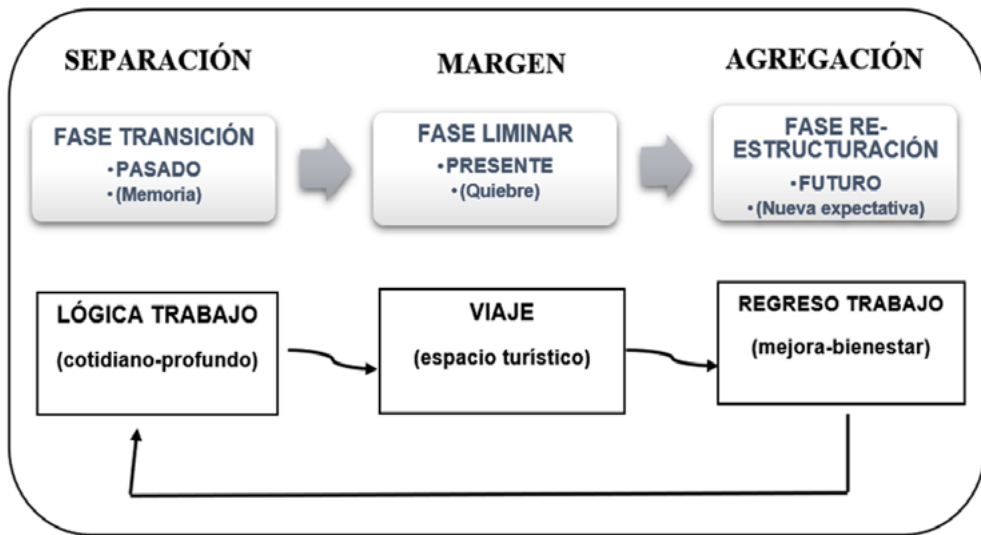 SEPARACIÓN
MARGEN
AGREGACIÓN
FASE TRANSICIÓN
•PASADO
•(Memoria)
FASE LIMINAR
•PRESENTE
•(Quiebre)
FASE RE-
ESTRUCTURACIÓN
•FUTURO
•(Nueva expectativa)
LÓGICA TRABAJO
(cotidiano-profundo)
VIAJE
(espacio turístico)
REGRESO TRABAJO
(mejora-bienestar)